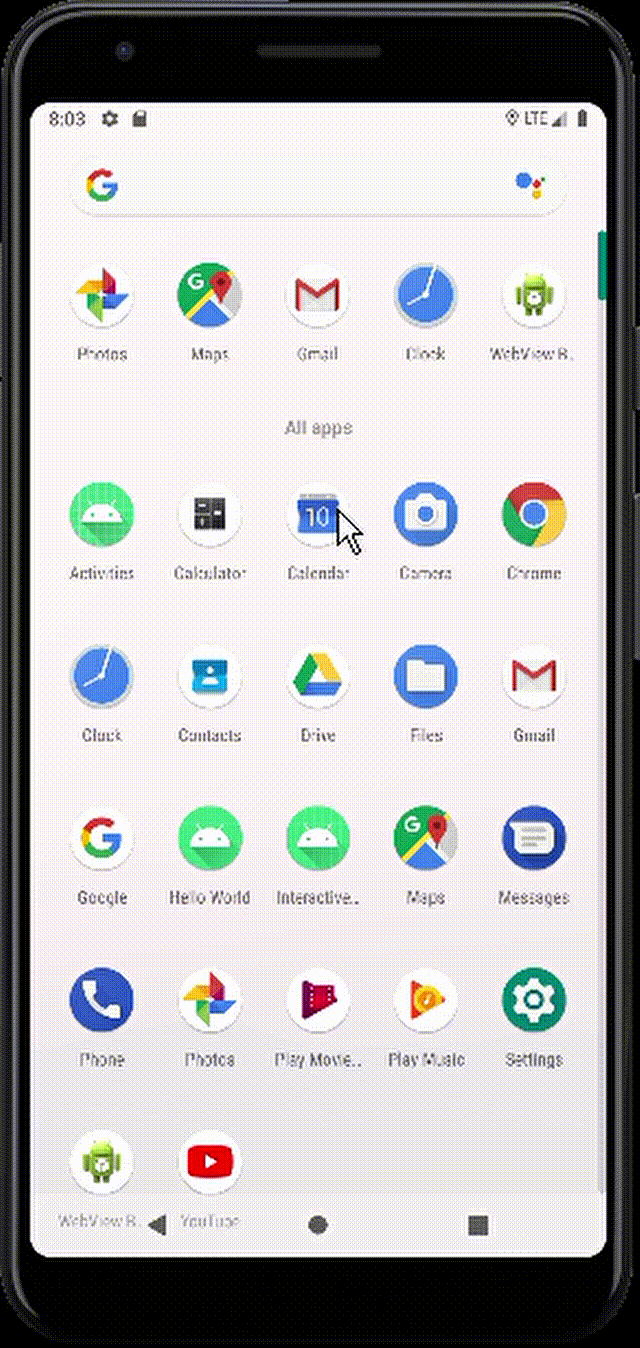 8:03 LTE
G
Photos Maps Gmail Clock WebView B..
All apps
10
Activities Calculator Calendar Camera Chrome
Clock Contacts Drive Files Gmail
Google Hello World Interactive.. Maps Messages
Phone Photos Play Movie.. Play Music Settings
WebView B.. YouTube